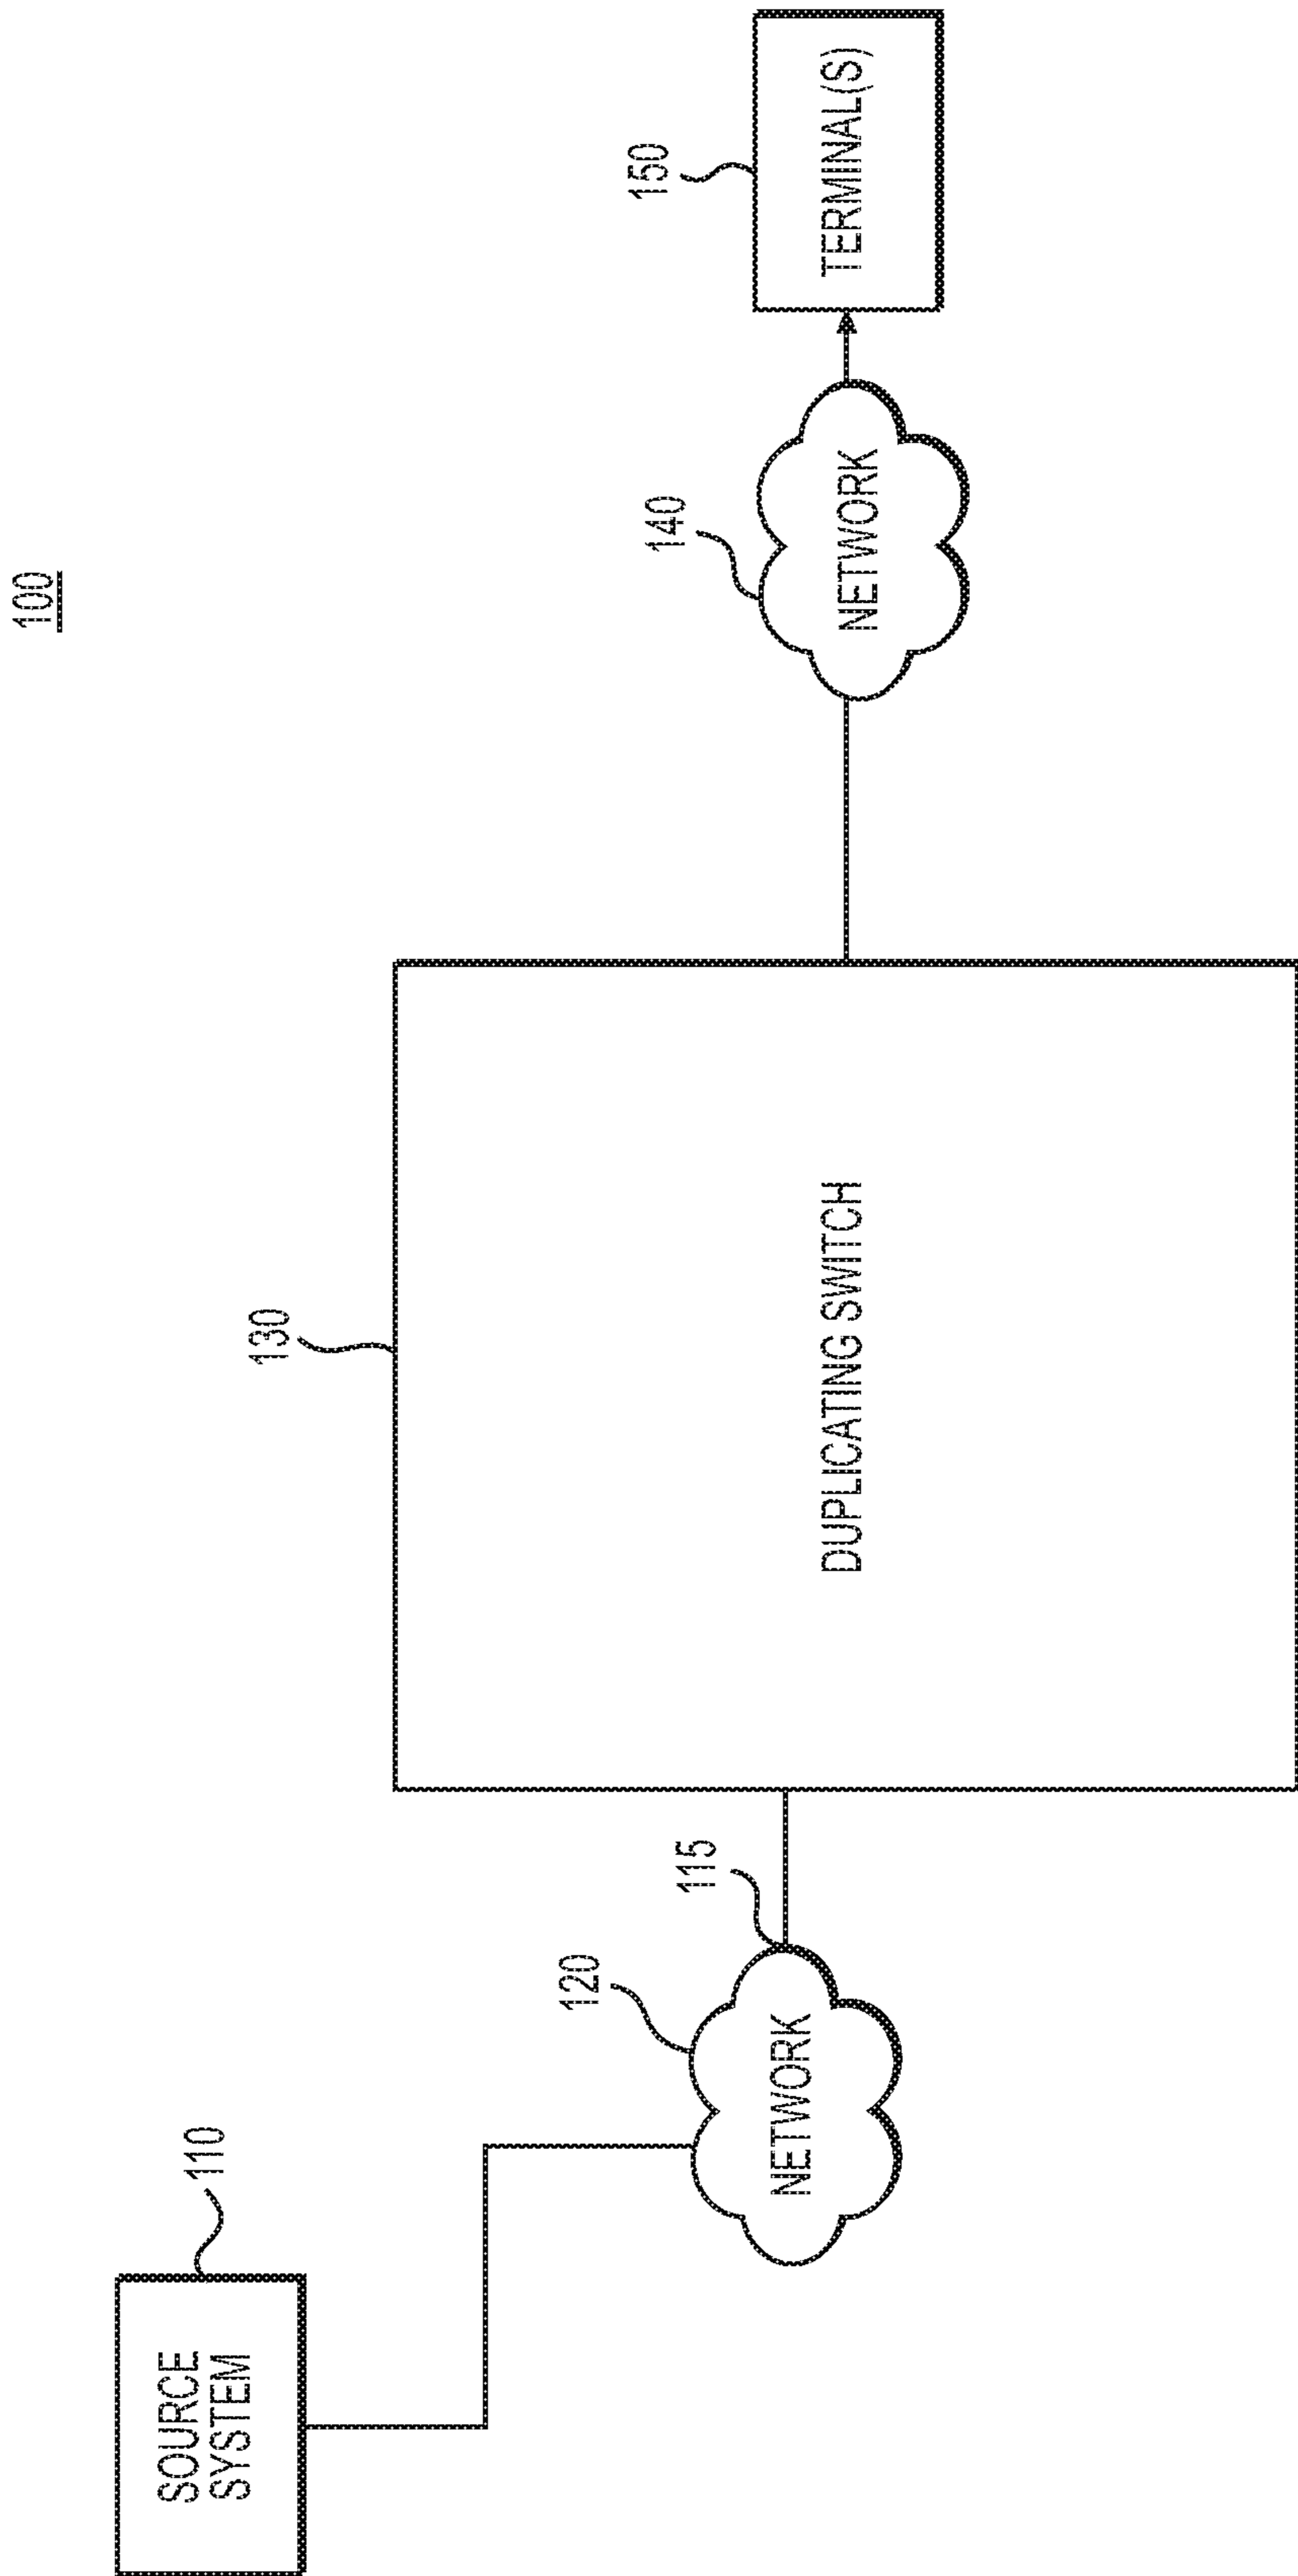 100
SOURCE
SYSTEM
110
120
NETWORK
115
130
DUPLICATING SWITCH
140
NETWORK
150
TERMINAL(S)